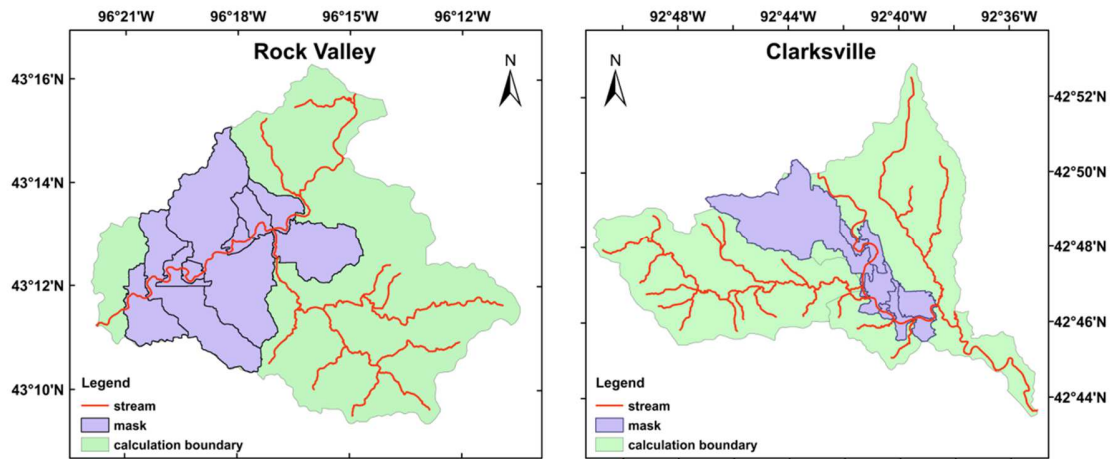 96°21'W 96°18'W 96°15'W 96°12'W
Rock Valley
N
43°16'N
43°14'N
43°12'N
43°10'N
Legend
stream
mask
calculation boundary
92°48'W 92°44'W 92°40'W 92°36'W
Clarksville
N
42°52'N
42°50'N
42°48'N
42°46'N
42°44'N
Legend
stream
mask
calculation boundary